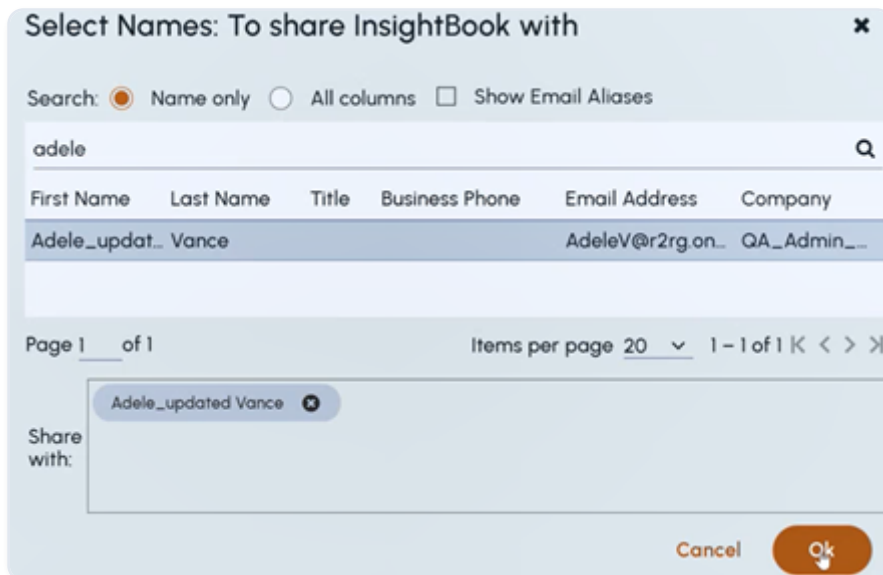 Select Names: To share InsightBook with
Search: Name only All columns Show Email Aliases
adele
First Name Last Name Title Business Phone Email Address Company
Adele_updat... Vance AdeleV@r2rg.on... QA_Admin_...
Page 1 of 1 Items per page 20 1 – 1 of 1
Adele_updated Vance
Share with:
Cancel Ok